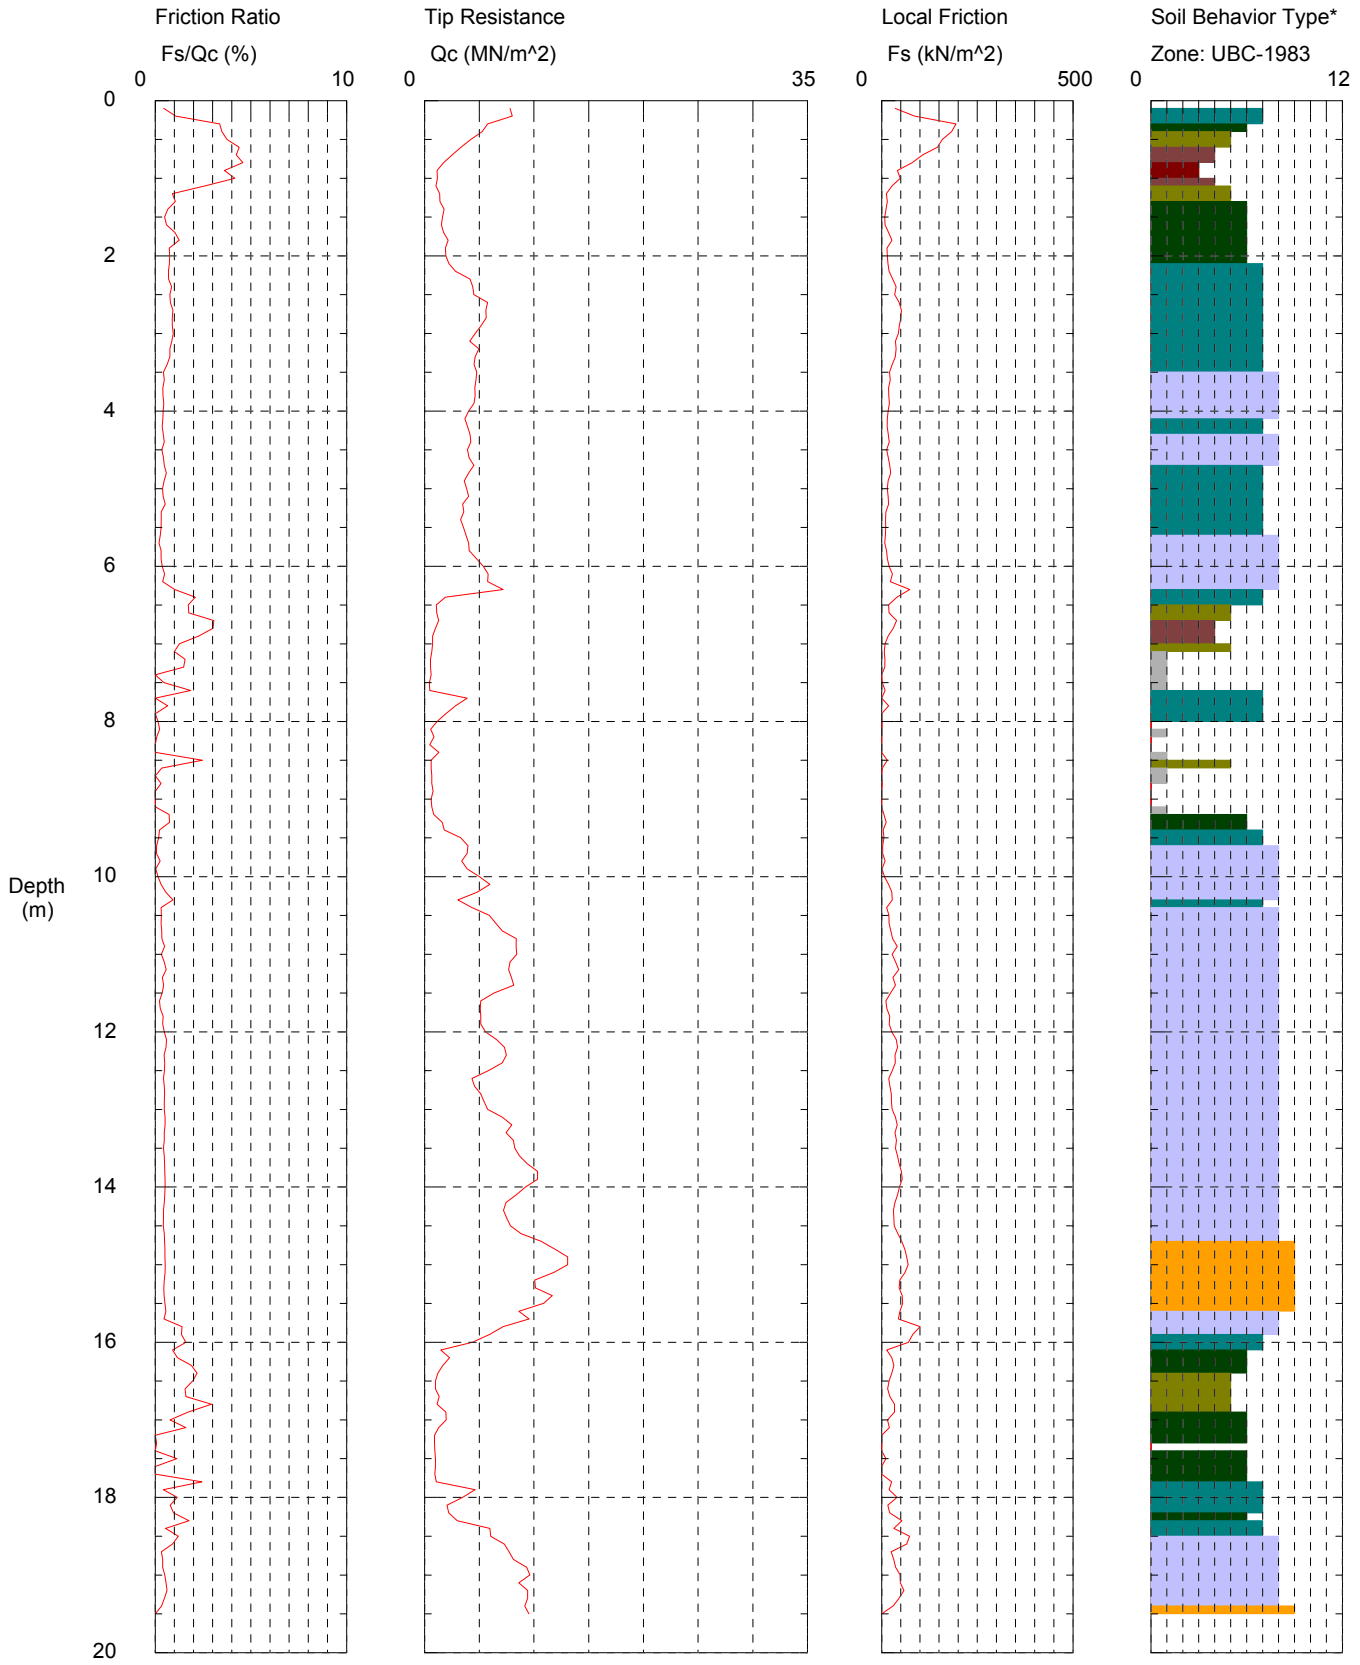 Friction Ratio
Fs/Qc (%)
0 10
Tip Resistance
Qc (MN/m^2)
0 35
Local Friction
Fs (kN/m^2)
0 500
Soil Behavior Type*
Zone: UBC-1983
0 12
0
2
4
6
8
10
12
14
16
18
20
Depth
(m)